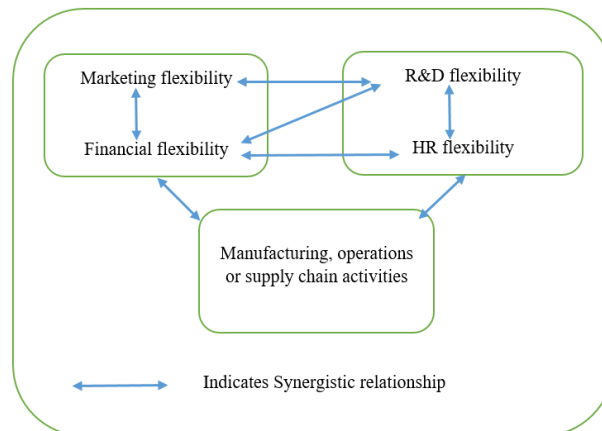 Marketing flexibility
R&D flexibility
Financial flexibility
HR flexibility
Manufacturing, operations
or supply chain activities
Indicates Synergistic relationship